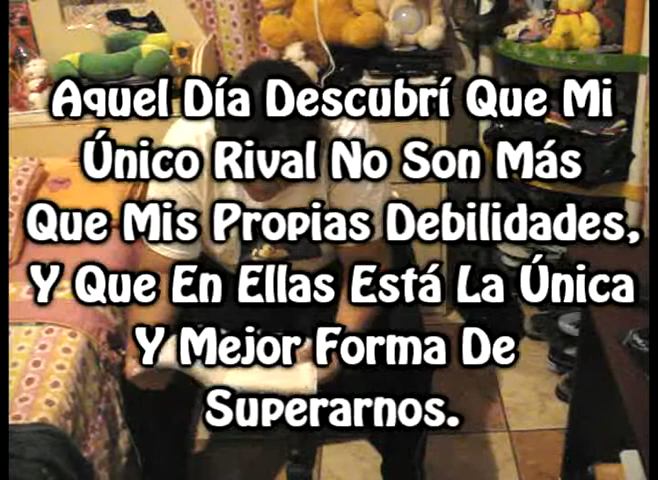 Aquel Día Descubrí Que Mi
Único Rival No Son Más
Que Mis Propias Debilidades,
Y Que En Ellas Está La Única
Y Mejor Forma De
Superarnos.